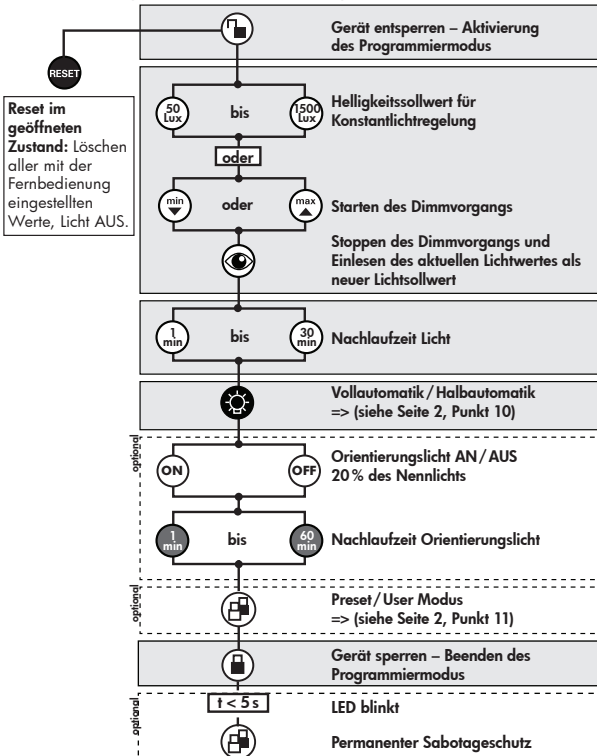 Gerät entsperren – Aktivierung
des Programmiermodus
RESET
Reset im
geöffneten
Zustand: Löschen
aller mit der
Fernbedienung
eingestellten
Werte, Licht AUS.
50
Lux
bis
1500
Lux
Helligkeitssollwert für
Konstantlichtregelung
oder
min
oder
max
Starten des Dimmvorgangs
Stoppen des Dimmvorgangs und
Einlesen des aktuellen Lichtwertes als
neuer Lichtsollwert
1
min
bis
30
min
Nachlaufzeit Licht
Vollautomatik / Halbautomatik
=> (siehe Seite 2, Punkt 10)
optional
ON
OFF
Orientierungslicht AN / AUS
20 % des Nennlichts
1
min
bis
60
min
Nachlaufzeit Orientierungslicht
optional
Preset / User Modus
=> (siehe Seite 2, Punkt 11)
Gerät sperren – Beenden des
Programmiermodus
optional
t < 5 s
LED blinkt
Permanenter Sabotageschutz